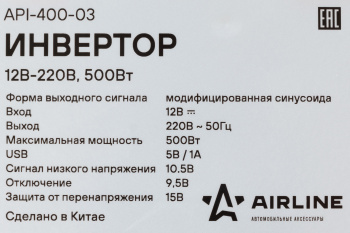 API-400-03
EAC
ИНВЕРТОР
12В-220В, 500Вт
Форма выходного сигнала модифицированная синусоида
Вход 12В ⎓
Выход 220В ~ 50Гц
Максимальная мощность 500Вт
USB 5В / 1А
Сигнал низкого напряжения 10.5В
Отключение 9,5В
Защита от перенапряжения 15В
Сделано в Китае
AIRLINE
АВТОМОБИЛЬНЫЕ АКСЕССУАРЫ